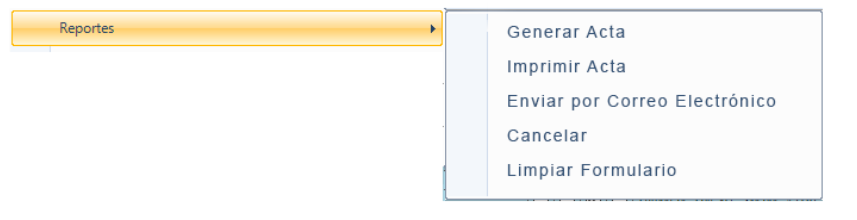 Reportes
Generar Acta
Imprimir Acta
Enviar por Correo Electrónico
Cancelar
Limpiar Formulario